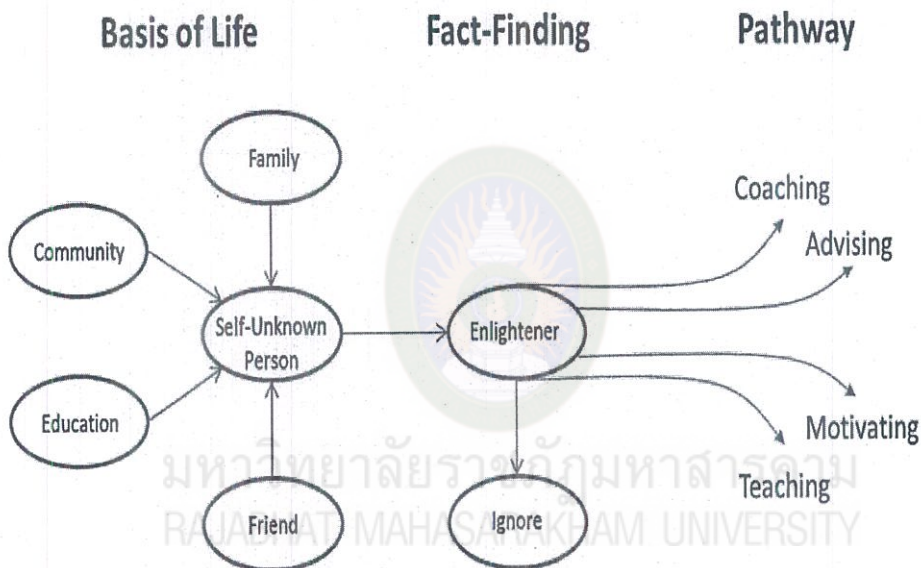 Basis of Life
Fact-Finding
Pathway
Family
Community
Self-Unknown
Person
Education
Friend
Enlightener
Ignore
Coaching
Advising
Motivating
Teaching
มหาวิทยาลัยราชภัฏมหาสารคาม
RAJABHAT MAHASARAKHAM UNIVERSITY